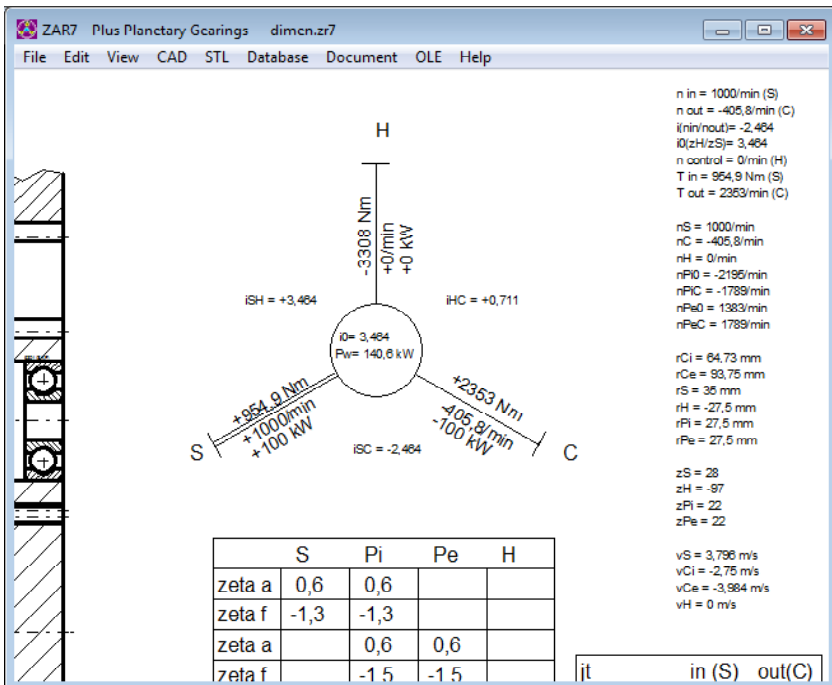 ZAR7 Plus Planetary Gearings dimen.zr7
File Edit View CAD STL Database Document OLE Help
n in = 1000/min (S)
n out = -405,8/min (C)
i(nin/nout)= -2,464
i0(zH/zS)= 3,464
n control = 0/min (H)
T in = 954,9 Nm (S)
T out = 2353/min (C)
nS = 1000/min
nC = -405,8/min
nH = 0/min
nPi0 = -2195/min
nPiC = -1789/min
nPe0 = 1383/min
nPeC = 1789/min
rCi = 64,73 mm
rCe = 93,75 mm
rS = 35 mm
rH = -27,5 mm
rPi = 27,5 mm
rPe = 27,5 mm
zS = 28
zH = -97
zPi = 22
zPe = 22
vS = 3,796 m/s
vCi = -2,75 m/s
vCe = -3,984 m/s
vH = 0 m/s
H
-3308 Nm
+0/min
+0 kW
iSH = +3,464
iHC = +0,711
i0= 3,464
Pw= 140,6 kW
+954,9 Nm
+1000/min
+100 kW
S
iSC = -2,464
+2353 Nm
-405,8/min
-100 kW
C
S Pi Pe H
zeta a 0,6 0,6
zeta f -1,3 -1,3
zeta a 0,6 0,6
zeta f -1,5 -1,5
jt in (S) out(C)